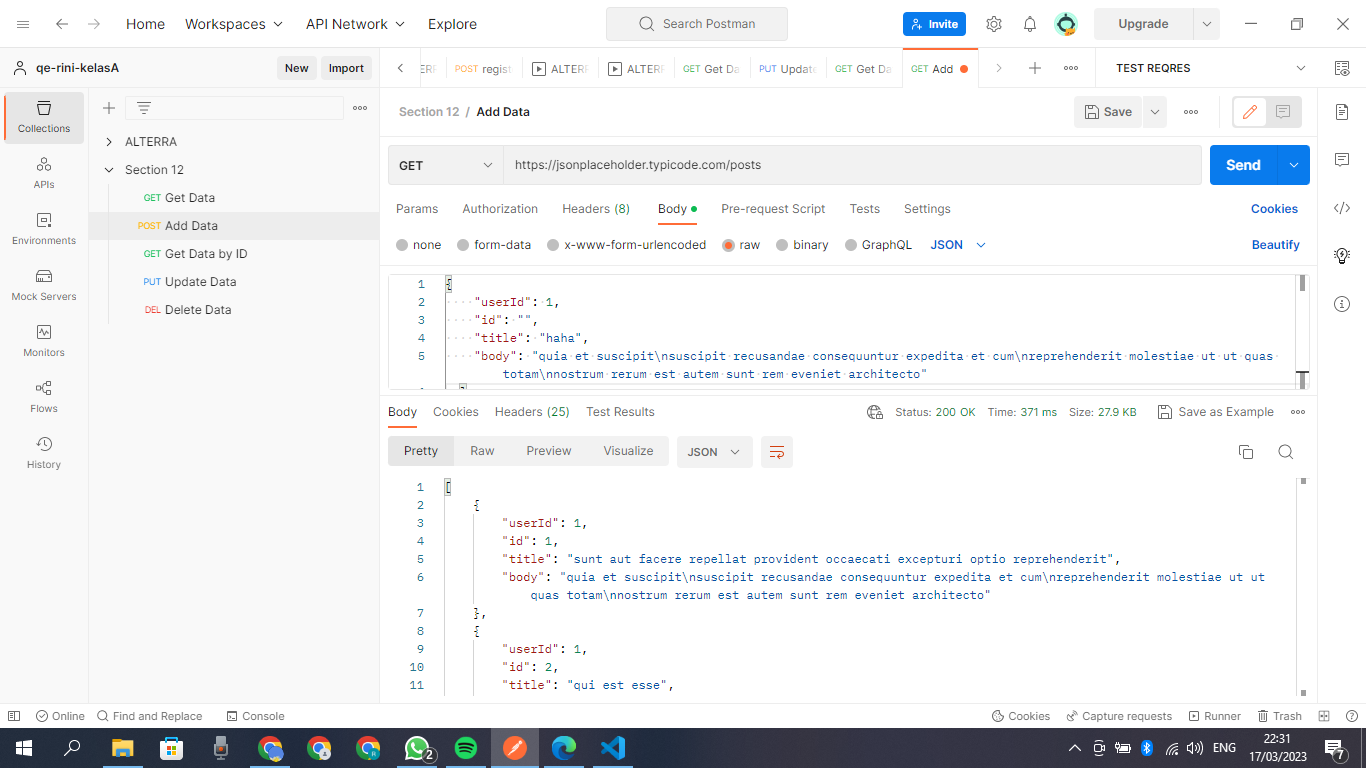 Home Workspaces API Network Explore Search Postman Invite Upgrade
qe-rini-kelasA New Import
POST regist ALTERR ALTERR GET Get Da PUT Update GET Get Da GET Add TEST REQRES
Collections
APIs
Environments
Mock Servers
Monitors
Flows
History
ALTERRA
Section 12
GET Get Data
POST Add Data
GET Get Data by ID
PUT Update Data
DEL Delete Data
Section 12 / Add Data Save
GET https://jsonplaceholder.typicode.com/posts Send
Params Authorization Headers (8) Body Pre-request Script Tests Settings Cookies
none form-data x-www-form-urlencoded raw binary GraphQL JSON Beautify
1 {
2 "userId": 1,
3 "id": "",
4 "title": "haha",
5 "body": "quia et suscipit\nsuscipit recusandae consequuntur expedita et cum\nreprehenderit molestiae ut ut quas
totam\nnostrum rerum est autem sunt rem eveniet architecto"
Body Cookies Headers (25) Test Results Status: 200 OK Time: 371 ms Size: 27.9 KB Save as Example
Pretty Raw Preview Visualize JSON
1 [
2 {
3 "userId": 1,
4 "id": 1,
5 "title": "sunt aut facere repellat provident occaecati excepturi optio reprehenderit",
6 "body": "quia et suscipit\nsuscipit recusandae consequuntur expedita et cum\nreprehenderit molestiae ut ut
quas totam\nnostrum rerum est autem sunt rem eveniet architecto"
7 },
8 {
9 "userId": 1,
10 "id": 2,
11 "title": "qui est esse",
Online Find and Replace Console Cookies Capture requests Runner Trash
2 ENG 22:31
17/03/2023 7